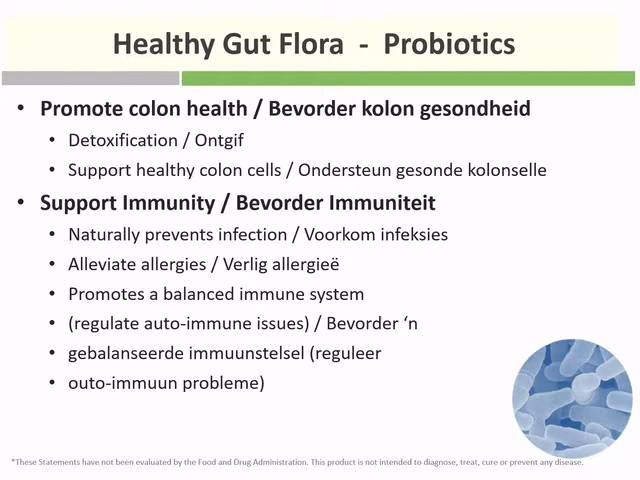 Healthy Gut Flora - Probiotics
• Promote colon health / Bevorder kolon gesondheid
• Detoxification / Ontgif
• Support healthy colon cells / Ondersteun gesonde kolonselle
• Support Immunity / Bevorder Immuniteit
• Naturally prevents infection / Voorkom infeksies
• Alleviate allergies / Verlig allergieë
• Promotes a balanced immune system
• (regulate auto-immune issues) / Bevorder ‘n
• gebalanseerde immuunstelsel (reguleer
• outo-immuun probleme)
*These Statements have not been evaluated by the Food and Drug Administration. This product is not intended to diagnose, treat, cure or prevent any disease.